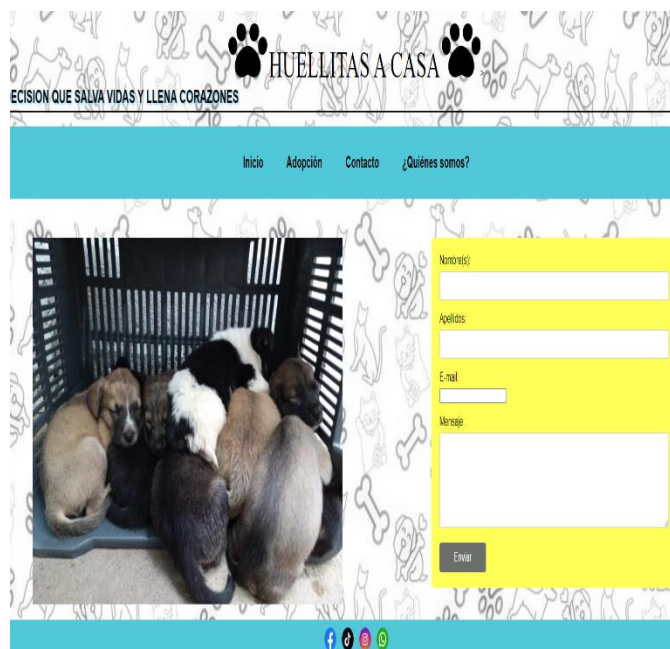 HUELLITAS A CASA
ECISION QUE SALVA VIDAS Y LLENA CORAZONES
Inicio Adopción Contacto ¿Quiénes somos?
Nombre(s):
Apellidos:
E-mail:
Mensaje:
Enviar